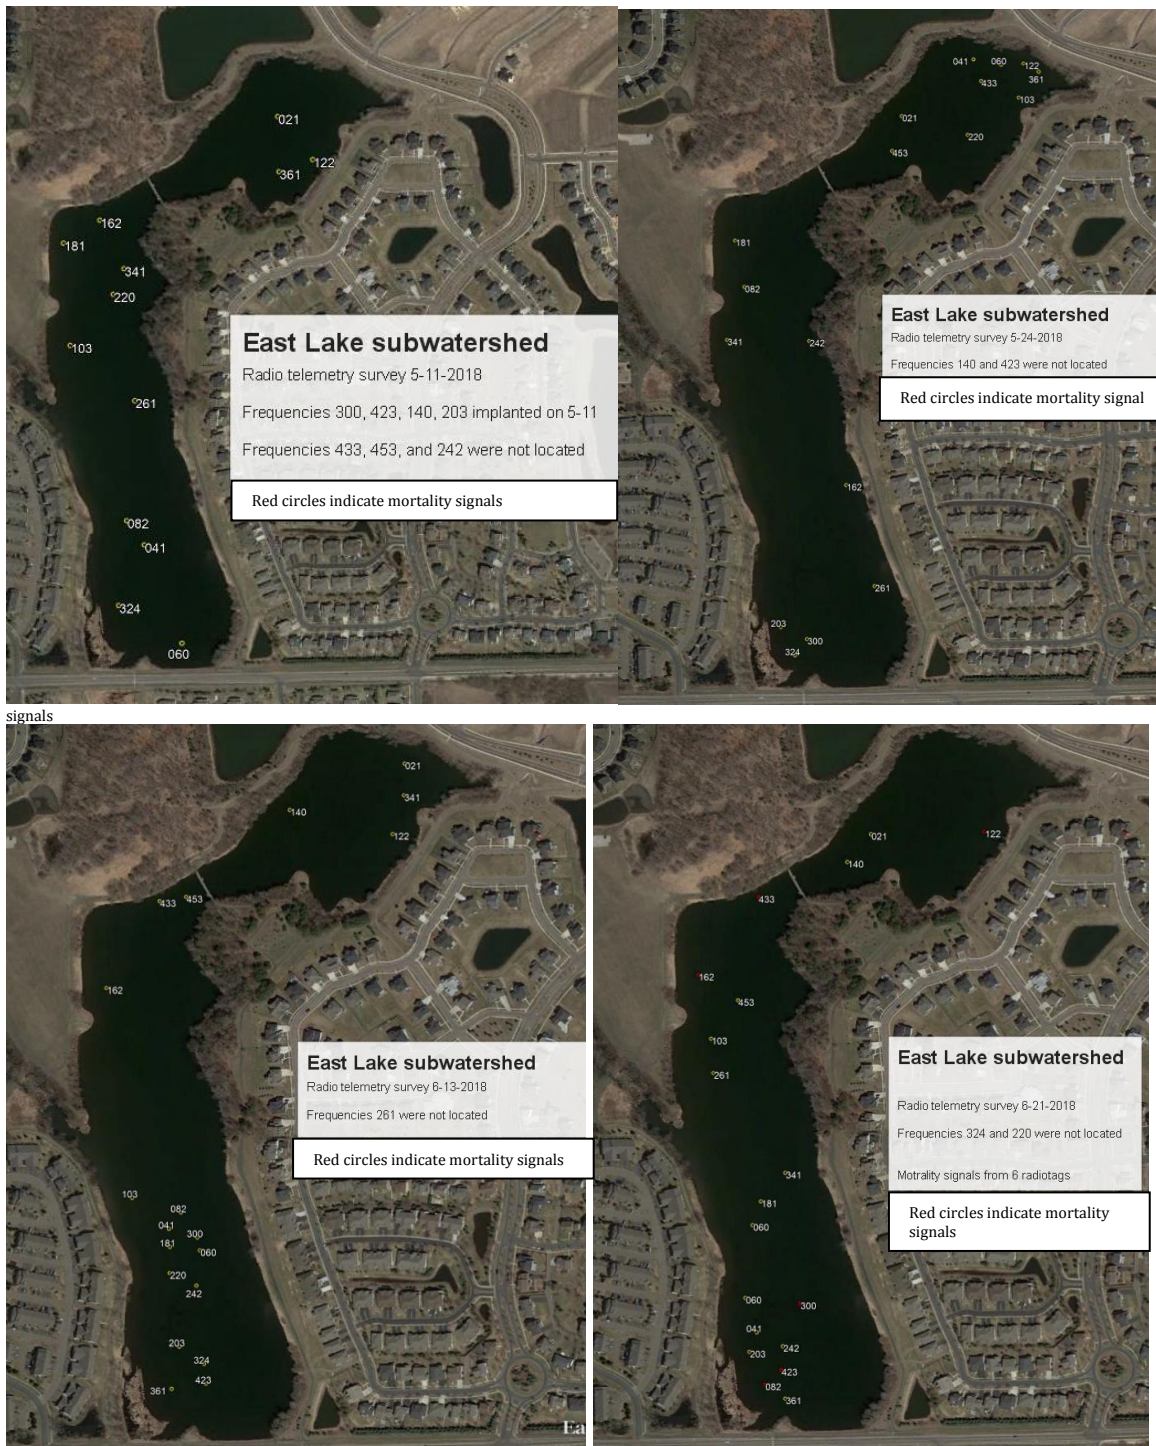 021
122
361
162
181
341
220
103
261
East Lake subwatershed
Radio telemetry survey 5-11-2018
Frequencies 300, 423, 140, 203 implanted on 5-11
Frequencies 433, 453, and 242 were not located
Red circles indicate mortality signals
082
041
324
060
041 060 122
361
433
103
021
220
453
181
082
341
242
East Lake subwatershed
Radio telemetry survey 5-24-2018
Frequencies 140 and 423 were not located
Red circles indicate mortality signal
162
261
203
300
324
signals
021
341
140
122
433 453
162
East Lake subwatershed
Radio telemetry survey 6-13-2018
Frequencies 261 were not located
Red circles indicate mortality signals
103
082
041
300
181
060
220
242
203
324
423
361
Ea
021
122
140
433
162
453
103
261
East Lake subwatershed
Radio telemetry survey 6-21-2018
Frequencies 324 and 220 were not located
Motrality signals from 6 radiotags
Red circles indicate mortality
signals
341
181
060
060
300
041
203
242
423
082
361